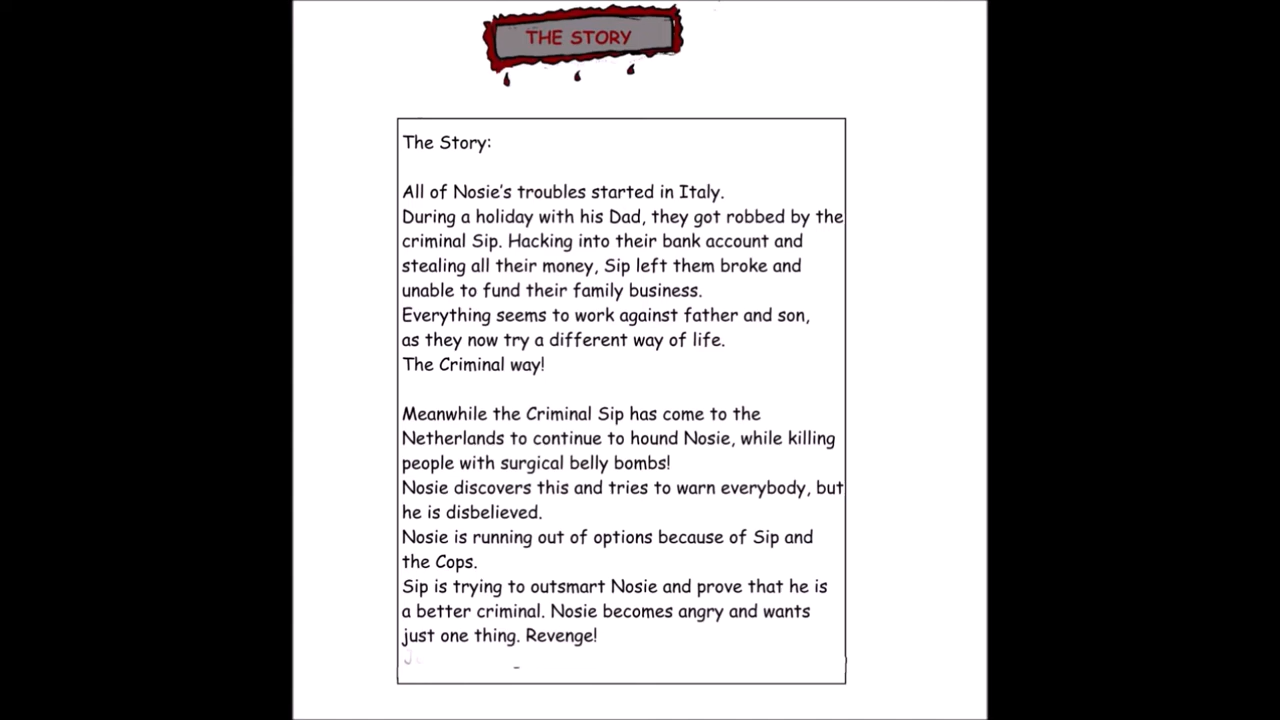 THE STORY
The Story:
All of Nosie's troubles started in Italy.
During a holiday with his Dad, they got robbed by the
criminal Sip. Hacking into their bank account and
stealing all their money, Sip left them broke and
unable to fund their family business.
Everything seems to work against father and son,
as they now try a different way of life.
The Criminal way!
Meanwhile the Criminal Sip has come to the
Netherlands to continue to hound Nosie, while killing
people with surgical belly bombs!
Nosie discovers this and tries to warn everybody, but
he is disbelieved.
Nosie is running out of options because of Sip and
the Cops.
Sip is trying to outsmart Nosie and prove that he is
a better criminal. Nosie becomes angry and wants
just one thing. Revenge!